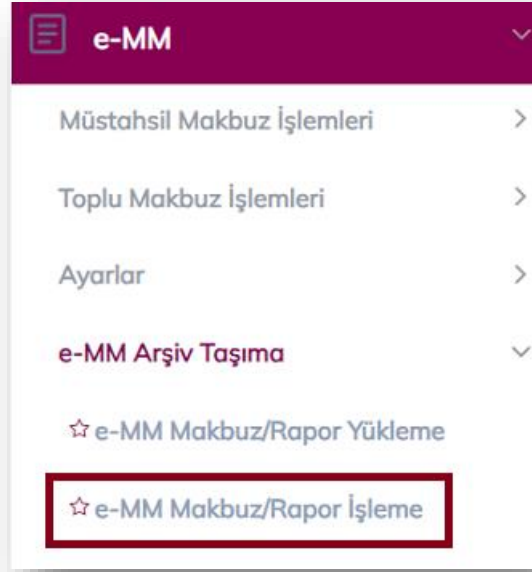 e-MM
Müstahsil Makbuz İşlemleri
Toplu Makbuz İşlemleri
Ayarlar
e-MM Arşiv Taşıma
e-MM Makbuz/Rapor Yükleme
e-MM Makbuz/Rapor İşleme